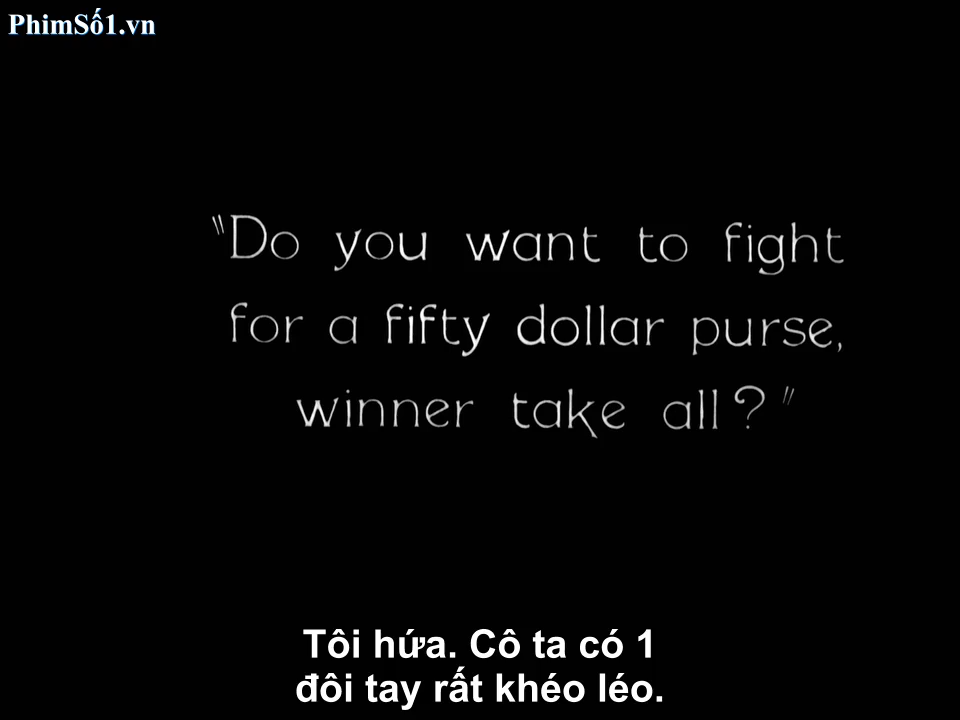 PhimSố1.vn
"Do you want to fight
for a fifty dollar purse,
winner take all?"
Tôi hứa. Cô ta có 1
đôi tay rất khéo léo.